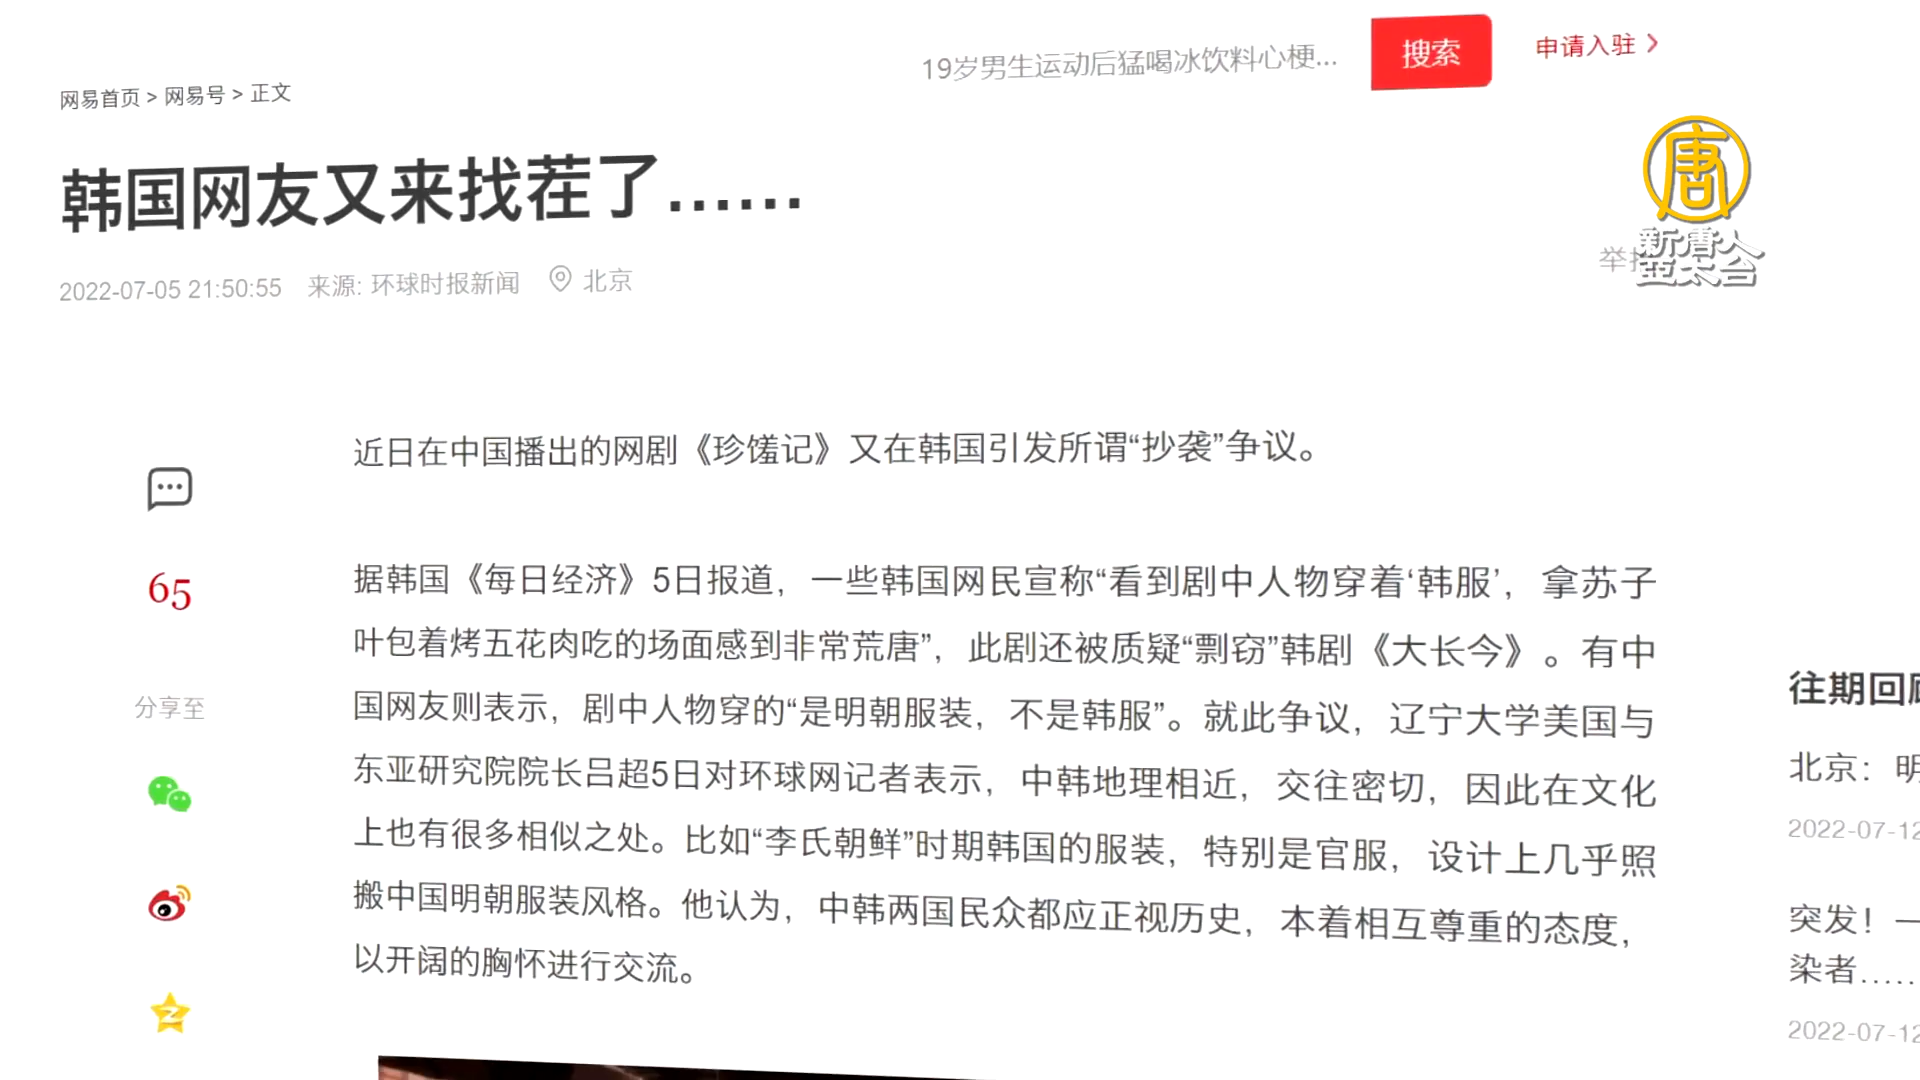 19岁男生运动后猛喝冰饮料心梗...
搜索
申请入驻
网易首页 > 网易号 > 正文
韩国网友又来找茬了……
2022-07-05 21:50:55 来源: 环球时报新闻 北京
举
新唐人
亚太台
近日在中国播出的网剧《珍馐记》又在韩国引发所谓“抄袭”争议。
65
据韩国《每日经济》5日报道，一些韩国网民宣称“看到剧中人物穿着‘韩服’，拿苏子
叶包着烤五花肉吃的场面感到非常荒唐”，此剧还被质疑“剽窃”韩剧《大长今》。有中
国网友则表示，剧中人物穿的“是明朝服装，不是韩服”。就此争议，辽宁大学美国与
东亚研究院院长吕超5日对环球网记者表示，中韩地理相近，交往密切，因此在文化
上也有很多相似之处。比如“李氏朝鲜”时期韩国的服装，特别是官服，设计上几乎照
搬中国明朝服装风格。他认为，中韩两国民众都应正视历史，本着相互尊重的态度，
以开阔的胸怀进行交流。
分享至
往期回
北京：明
2022-07-12
突发！一
染者……
2022-07-12